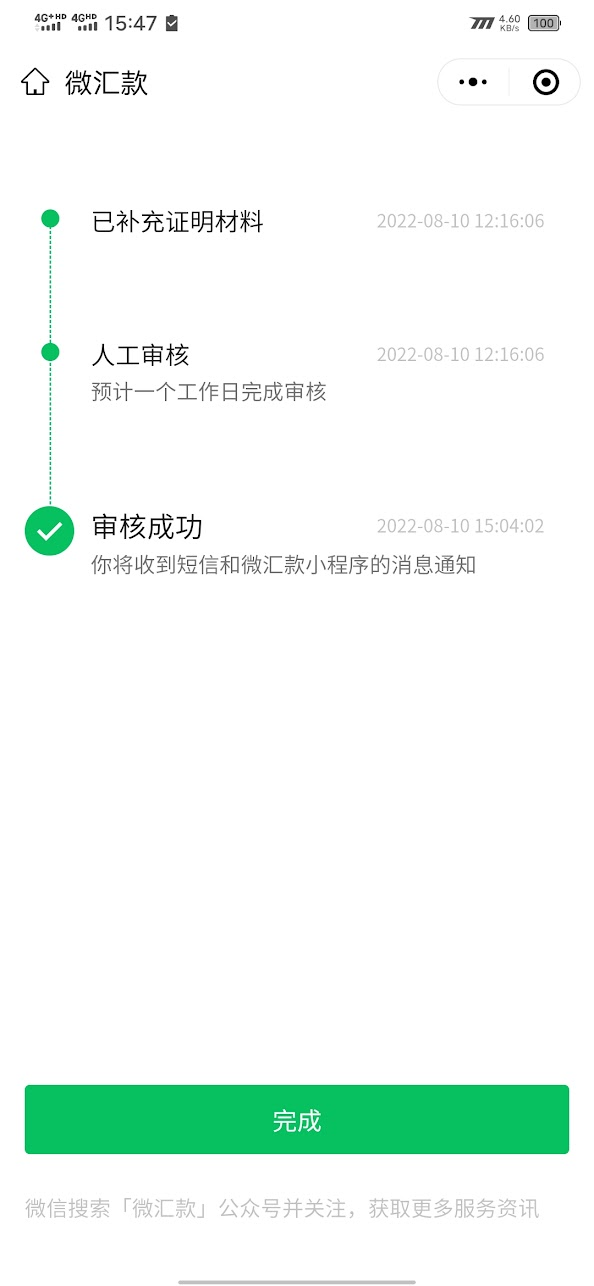 4G+HD 4GHD 15:47 4.60 KB/s 100
微汇款
已补充证明材料 2022-08-10 12:16:06
人工审核 2022-08-10 12:16:06
预计一个工作日完成审核
审核成功 2022-08-10 15:04:02
你将收到短信和微汇款小程序的消息通知
完成
微信搜索「微汇款」公众号并关注，获取更多服务资讯